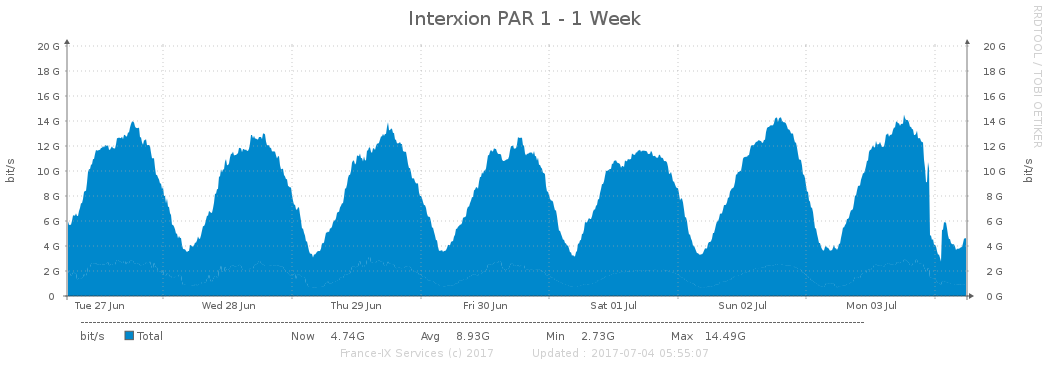 Interxion PAR 1 - 1 Week
RRDTOOL / TOBI OETIKER
bit/s
20 G
18 G
16 G
14 G
12 G
10 G
8 G
6 G
4 G
2 G
0
20 G
18 G
16 G
14 G
12 G
10 G
8 G
6 G
4 G
2 G
0 G
bit/s
Tue 27 Jun Wed 28 Jun Thu 29 Jun Fri 30 Jun Sat 01 Jul Sun 02 Jul Mon 03 Jul
bit/s Total Now 4.74G Avg 8.93G Min 2.73G Max 14.49G
France-IX Services (c) 2017 Updated : 2017-07-04 05:55:07